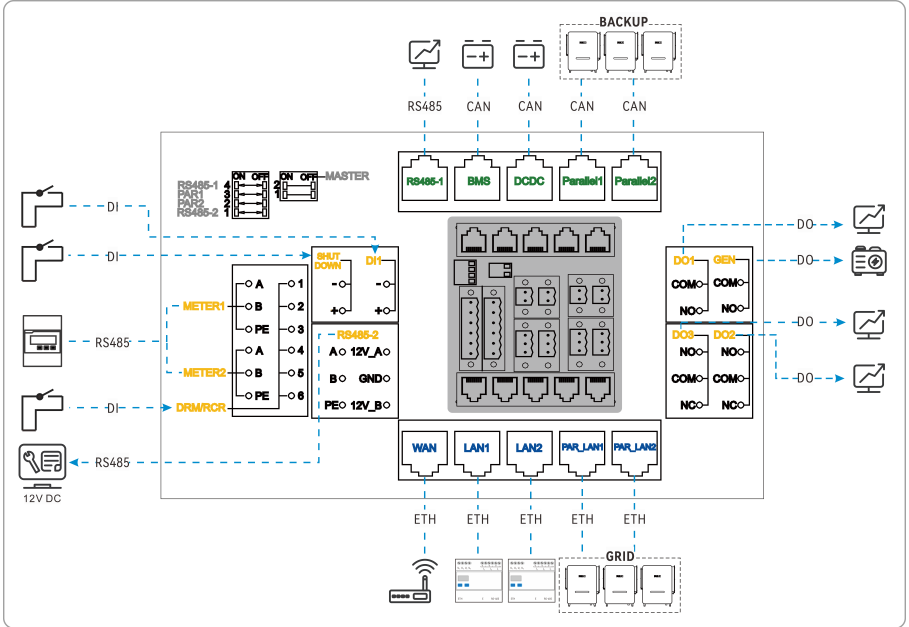 BACKUP
RS485 CAN CAN CAN CAN
RS485-1 BMS DCDC Parallel1 Parallel2
ON OFF ON OFF MASTER
RS485-1 4 2
PAR1 3 1
PAR2 2
RS485-2 1
DI
DI
SHUT DOWN DI1
- -
+ +
METER1
A 1
B 2
PE 3
METER2
A 4
B 5
PE 6
RS485
DI
DRM/RCR
RS485
12V DC
RS485-2
A 12V_A
B GND
PE 12V_B
DO1 GEN
COM COM
NO NO
DO3 DO2
NO NO
COM COM
NC NC
DO
DO
DO
DO
WAN LAN1 LAN2 PAR_LAN1 PAR_LAN2
ETH ETH ETH ETH ETH
GRID